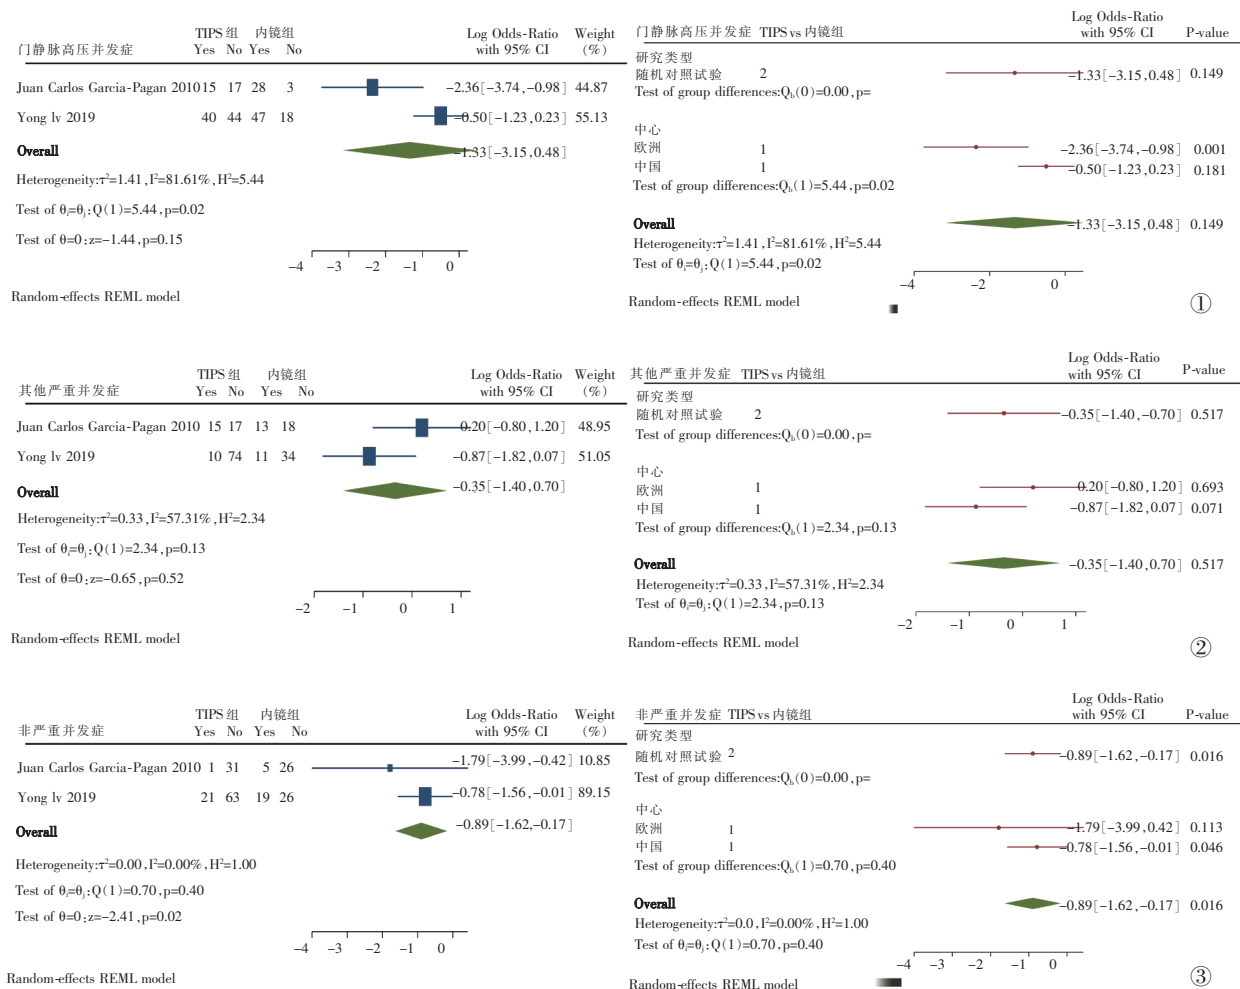 TIPS 组 内镜组 Log Odds-Ratio Weight
门静脉高压并发症 Yes No Yes No with 95% CI (%)
Juan Carlos Garcia-Pagan 2010 15 17 28 3 -2.36[-3.74,-0.98] 44.87
Yong lv 2019 40 44 47 18 -0.50[-1.23,0.23] 55.13
Overall -1.33[-3.15,0.48]
Heterogeneity:τ²=1.41,I²=81.61%,H²=5.44
Test of θᵢ=θⱼ:Q(1)=5.44,p=0.02
Test of θ=0:z=-1.44,p=0.15
-4 -3 -2 -1 0
Random-effects REML model
Log Odds-Ratio
门静脉高压并发症 TIPS vs 内镜组 with 95% CI P-value
研究类型
随机对照试验 2 -1.33[-3.15,0.48] 0.149
Test of group differences:Q_b(0)=0.00,p=
中心
欧洲 1 -2.36[-3.74,-0.98] 0.001
中国 1 -0.50[-1.23,0.23] 0.181
Test of group differences:Q_b(1)=5.44,p=0.02
Overall -1.33[-3.15,0.48] 0.149
Heterogeneity:τ²=1.41,I²=81.61%,H²=5.44
Test of θᵢ=θⱼ:Q(1)=5.44,p=0.02
-4 -2 0
Random-effects REML model
①
TIPS 组 内镜组 Log Odds-Ratio Weight
其他严重并发症 Yes No Yes No with 95% CI (%)
Juan Carlos Garcia-Pagan 2010 15 17 13 18 0.20[-0.80,1.20] 48.95
Yong lv 2019 10 74 11 34 -0.87[-1.82,0.07] 51.05
Overall -0.35[-1.40,0.70]
Heterogeneity:τ²=0.33,I²=57.31%,H²=2.34
Test of θᵢ=θⱼ:Q(1)=2.34,p=0.13
Test of θ=0:z=-0.65,p=0.52
-2 -1 0 1
Random-effects REML model
Log Odds-Ratio
其他严重并发症 TIPS vs 内镜组 with 95% CI P-value
研究类型
随机对照试验 2 -0.35[-1.40,-0.70] 0.517
Test of group differences:Q_b(0)=0.00,p=
中心
欧洲 1 0.20[-0.80,1.20] 0.693
中国 1 -0.87[-1.82,0.07] 0.071
Test of group differences:Q_b(1)=2.34,p=0.13
Overall -0.35[-1.40,0.70] 0.517
Heterogeneity:τ²=0.33,I²=57.31%,H²=2.34
Test of θᵢ=θⱼ:Q(1)=2.34,p=0.13
-2 -1 0 1
Random-effects REML model
②
TIPS 组 内镜组 Log Odds-Ratio Weight
非严重并发症 Yes No Yes No with 95% CI (%)
Juan Carlos Garcia-Pagan 2010 1 31 5 26 -1.79[-3.99,-0.42] 10.85
Yong lv 2019 21 63 19 26 -0.78[-1.56,-0.01] 89.15
Overall -0.89[-1.62,-0.17]
Heterogeneity:τ²=0.00,I²=0.00%,H²=1.00
Test of θᵢ=θⱼ:Q(1)=0.70,p=0.40
Test of θ=0:z=-2.41,p=0.02
-4 -3 -2 -1 0
Random-effects REML model
Log Odds-Ratio
非严重并发症 TIPS vs 内镜组 with 95% CI P-value
研究类型
随机对照试验 2 -0.89[-1.62,-0.17] 0.016
Test of group differences:Q_b(0)=0.00,p=
中心
欧洲 1 -1.79[-3.99,0.42] 0.113
中国 1 -0.78[-1.56,-0.01] 0.046
Test of group differences:Q_b(1)=0.70,p=0.40
Overall -0.89[-1.62,-0.17] 0.016
Heterogeneity:τ²=0.0,I²=0.00%,H²=1.00
Test of θᵢ=θⱼ:Q(1)=0.70,p=0.40
-4 -3 -2 -1 0
Random-effects REML model
③